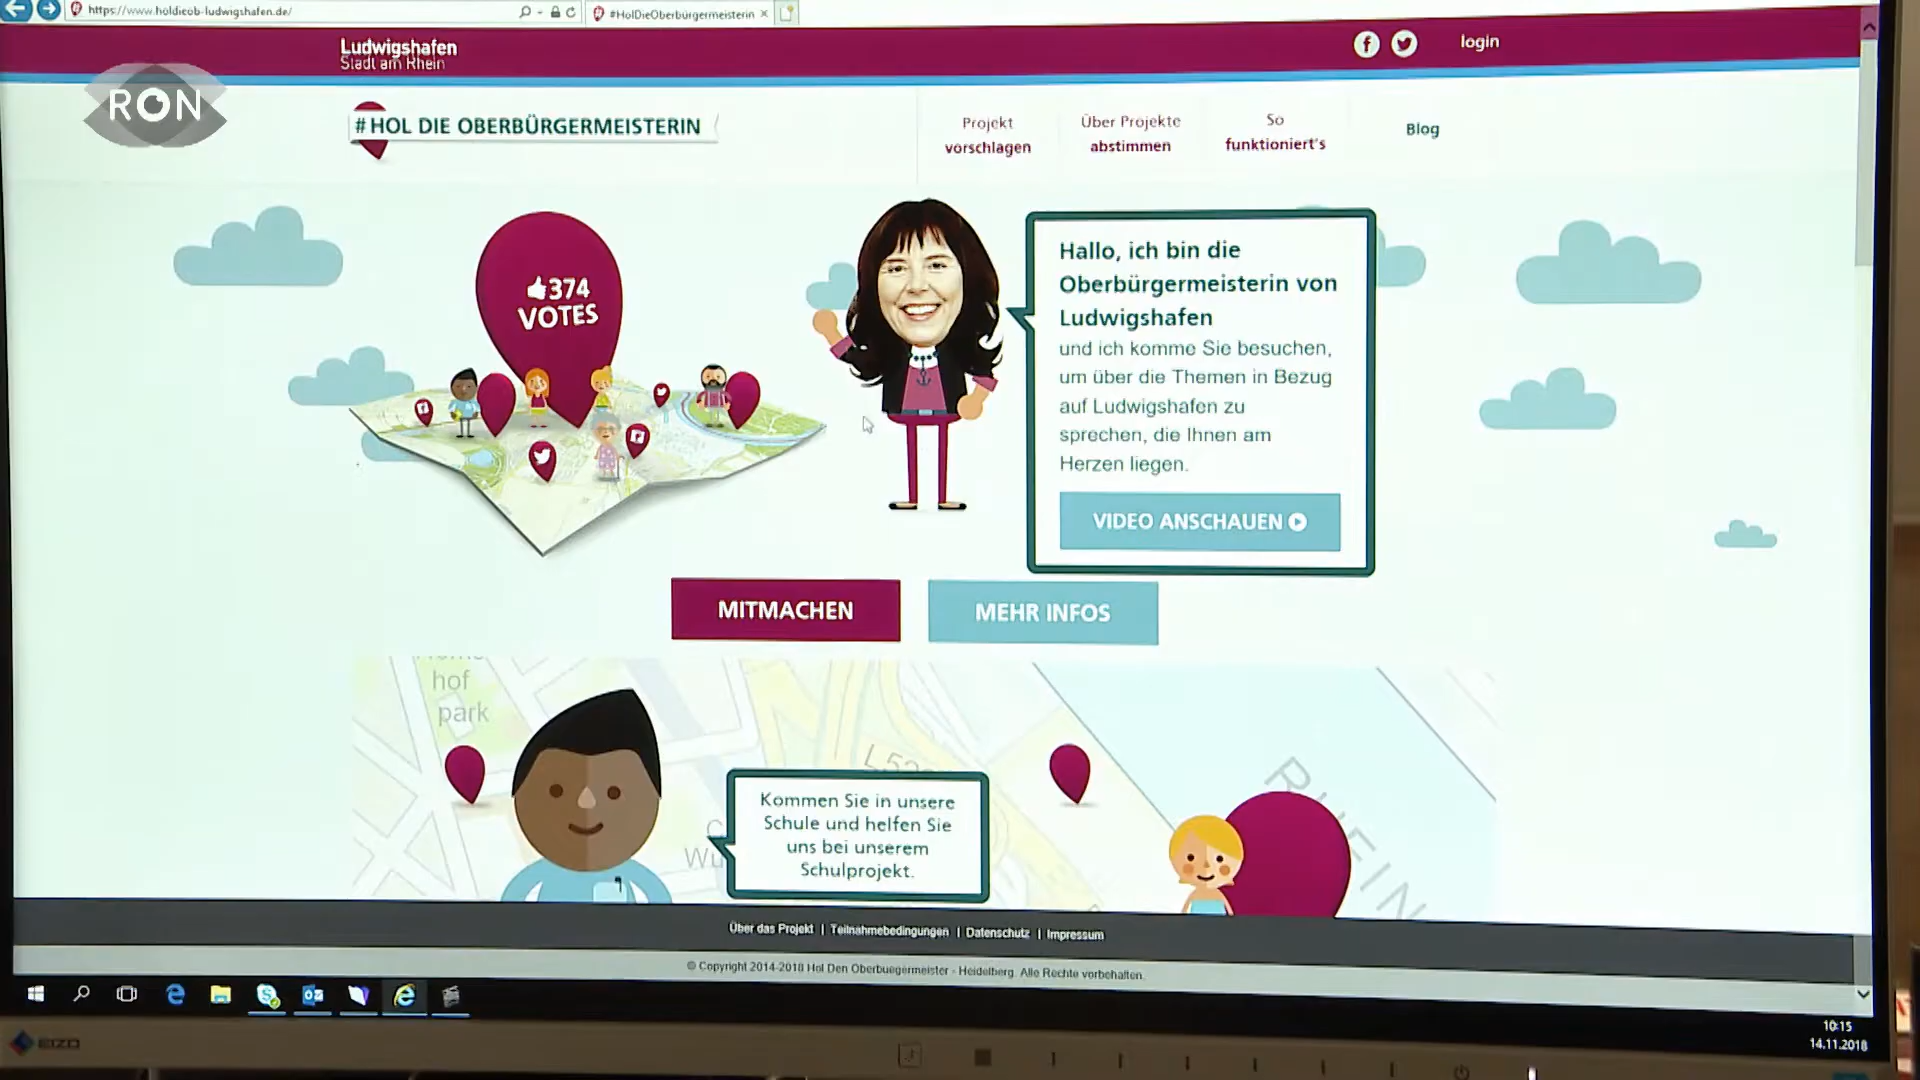 https://www.holdieob-ludwigshafen.de/
#HolDieOberbürgermeisterin
Ludwigshafen
Stadt am Rhein
login
RON
#HOL DIE OBERBÜRGERMEISTERIN
Projekt
vorschlagen
Über Projekte
abstimmen
So
funktioniert's
Blog
374
VOTES
Hallo, ich bin die
Oberbürgermeisterin von
Ludwigshafen
und ich komme Sie besuchen,
um über die Themen in Bezug
auf Ludwigshafen zu
sprechen, die Ihnen am
Herzen liegen.
VIDEO ANSCHAUEN
MITMACHEN
MEHR INFOS
hof
park
L 52
RHEIN
Kommen Sie in unsere
Schule und helfen Sie
uns bei unserem
Schulprojekt.
Über das Projekt | Teilnahmebedingungen | Datenschutz | Impressum
© Copyright 2014-2018 Hol Den Oberbuergermeister - Heidelberg. Alle Rechte vorbehalten.
10:15
14.11.2018
EIZO